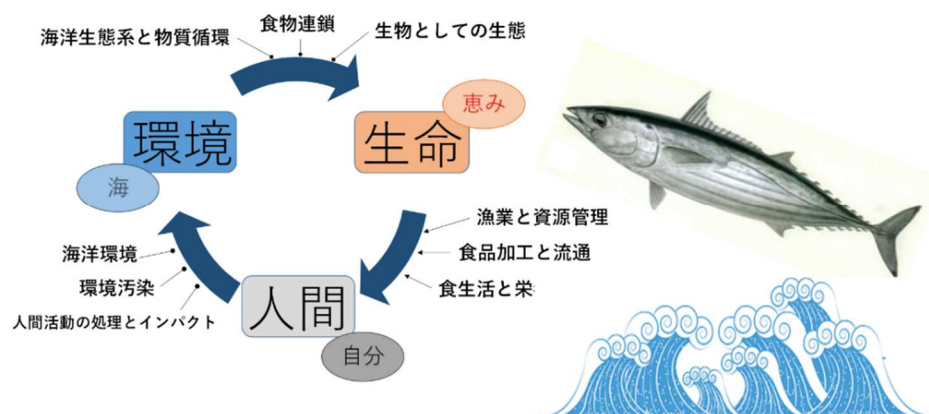 食物連鎖
海洋生態系と物質循環
生物としての生態
恵み
環境
生命
海
漁業と資源管理
海洋環境
食品加工と流通
環境汚染
食生活と栄
人間
人間活動の処理とインパクト
自分